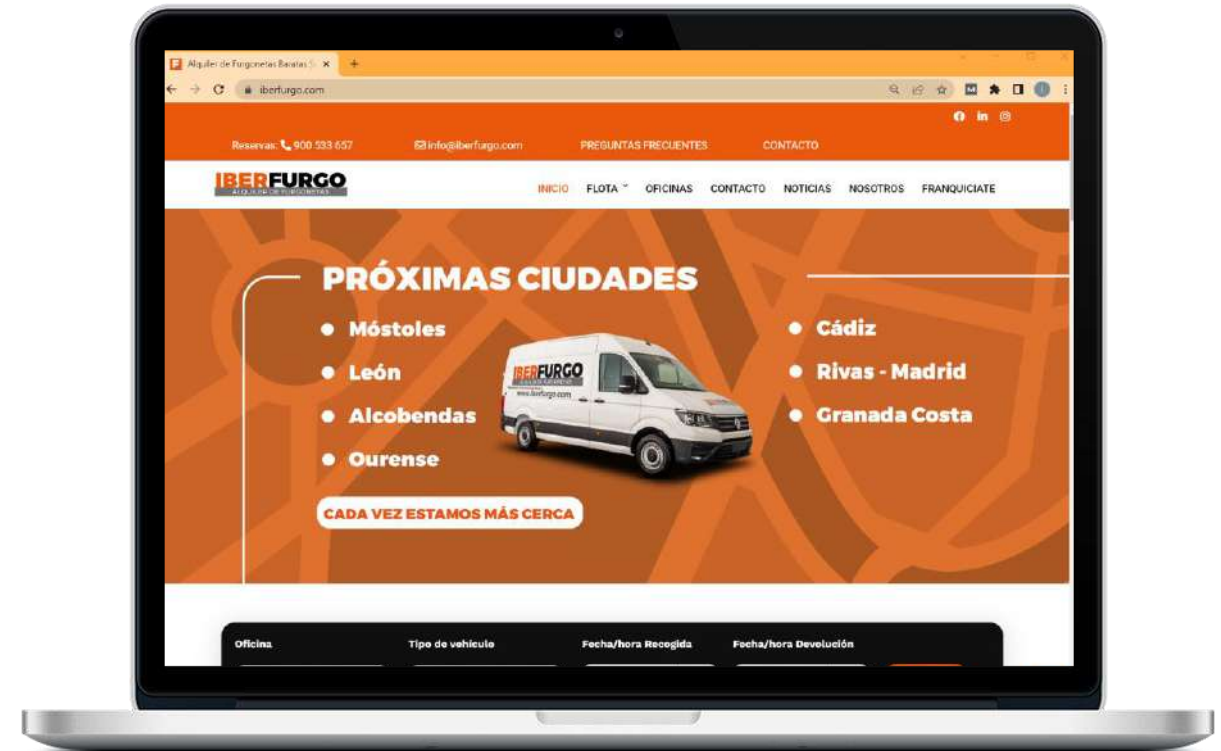 Alquiler de Furgonetas Baratas
iberfurgo.com
Reservas: 900 533 657 info@iberfurgo.com PREGUNTAS FRECUENTES CONTACTO
IBERFURGO
ALQUILER DE FURGONETAS
INICIO FLOTA OFICINAS CONTACTO NOTICIAS NOSOTROS FRANQUICIATE
PRÓXIMAS CIUDADES
Móstoles
León
Alcobendas
Ourense
Cádiz
Rivas - Madrid
Granada Costa
IBERFURGO
ALQUILER DE FURGONETAS
www.iberfurgo.com
CADA VEZ ESTAMOS MÁS CERCA
Oficina Tipo de vehículo Fecha/hora Recogida Fecha/hora Devolución